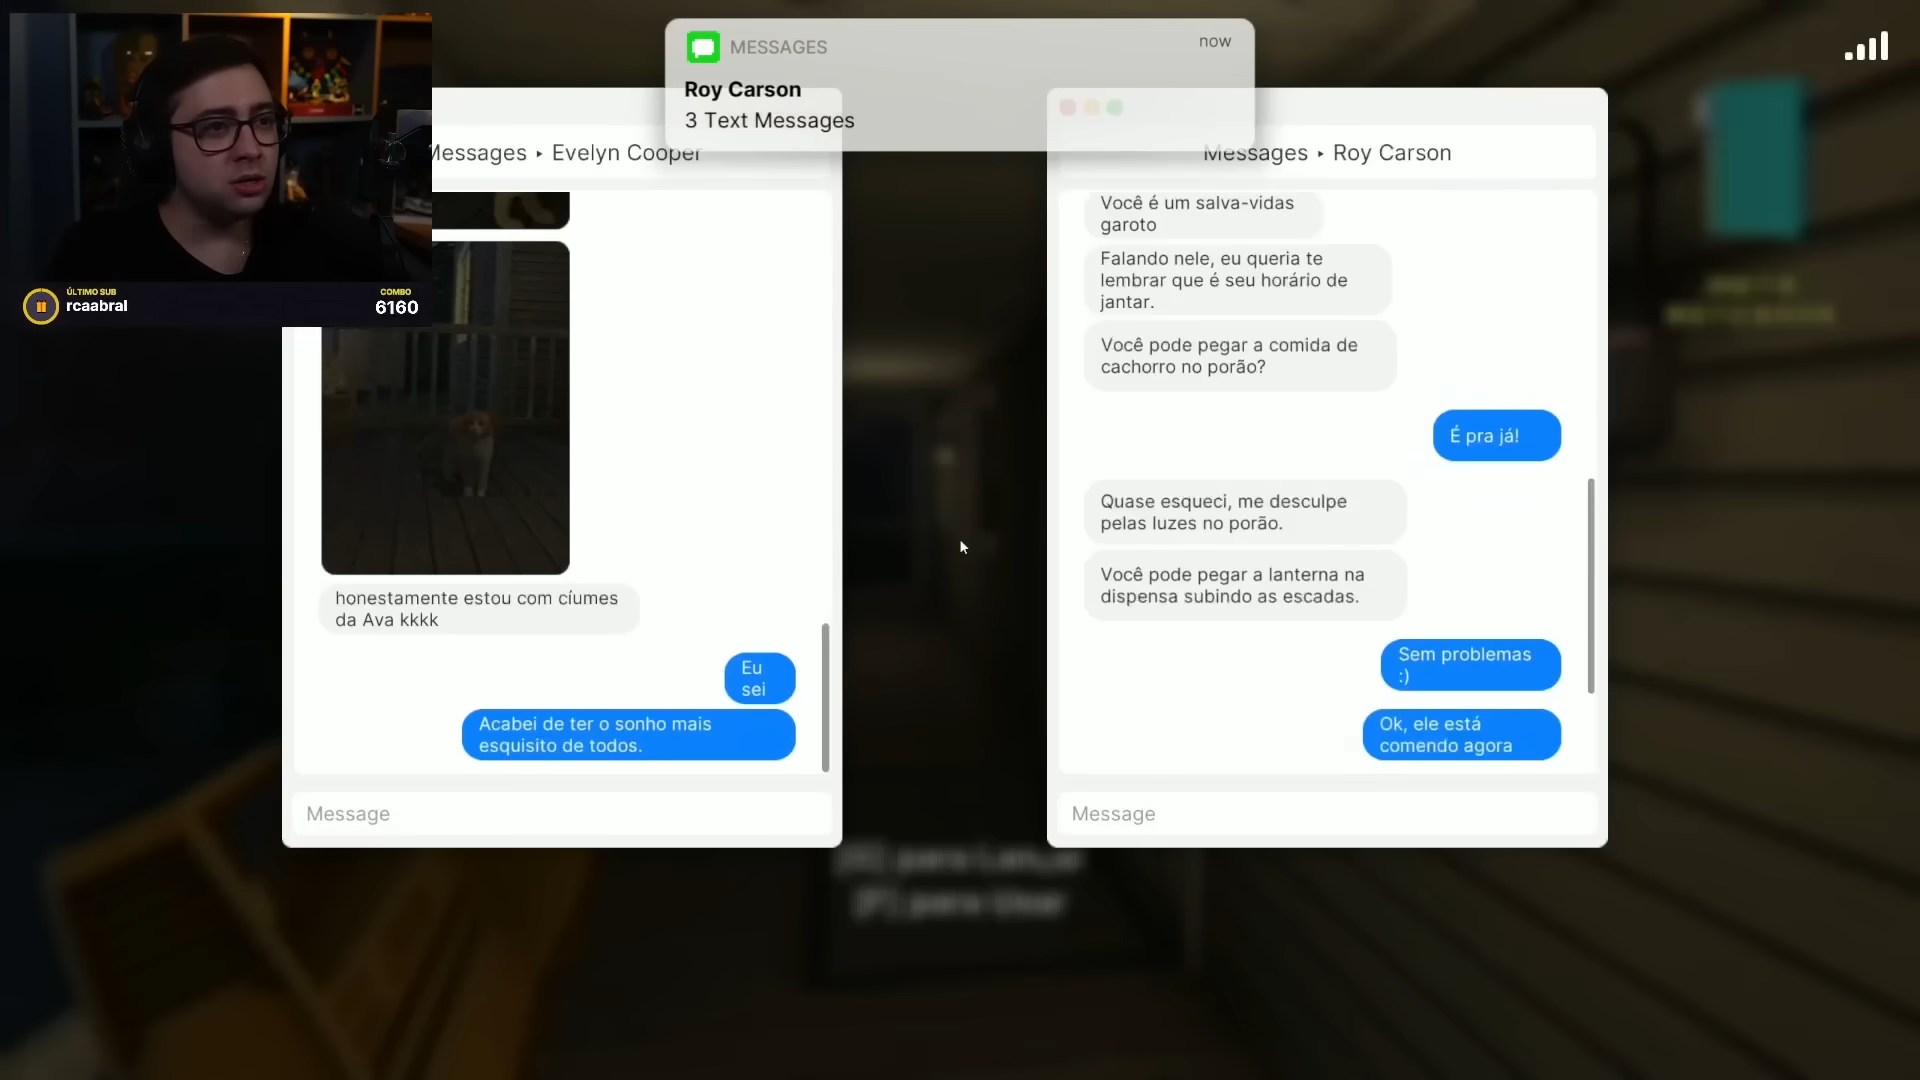 MESSAGES
now
Roy Carson
3 Text Messages
Messages ▸ Evelyn Cooper
honestamente estou com cíumes
da Ava kkkk
Eu
sei
Acabei de ter o sonho mais
esquisito de todos.
Message
Messages ▸ Roy Carson
Você é um salva-vidas
garoto
Falando nele, eu queria te
lembrar que é seu horário de
jantar.
Você pode pegar a comida de
cachorro no porão?
É pra já!
Quase esqueci, me desculpe
pelas luzes no porão.
Você pode pegar a lanterna na
dispensa subindo as escadas.
Sem problemas
:)
Ok, ele está
comendo agora
Message
ÚLTIMO SUB
rcaabral
COMBO
6160
para Lançar
[F] para Usar